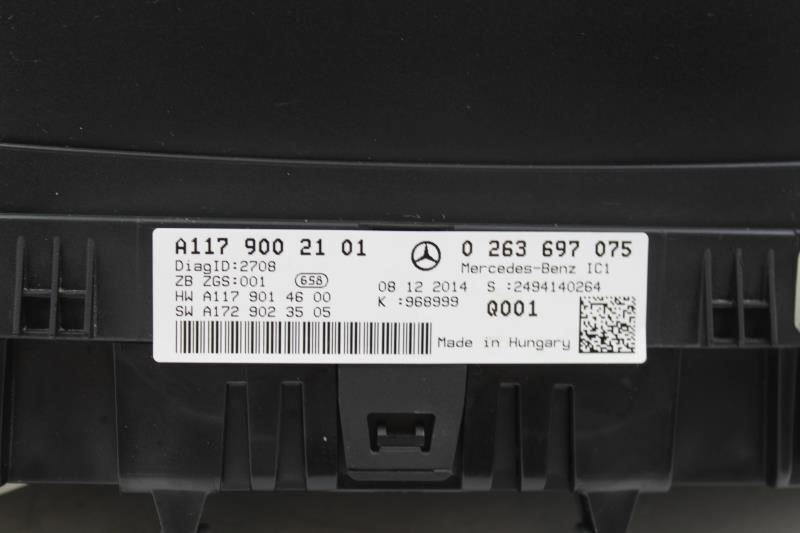 A117 900 21 01
0 263 697 075
DiagID:2708
Mercedes-Benz IC1
ZB ZGS:001
658
08 12 2014 S :2494140264
HW A117 901 46 00
K :968999
Q001
SW A172 902 35 05
Made in Hungary